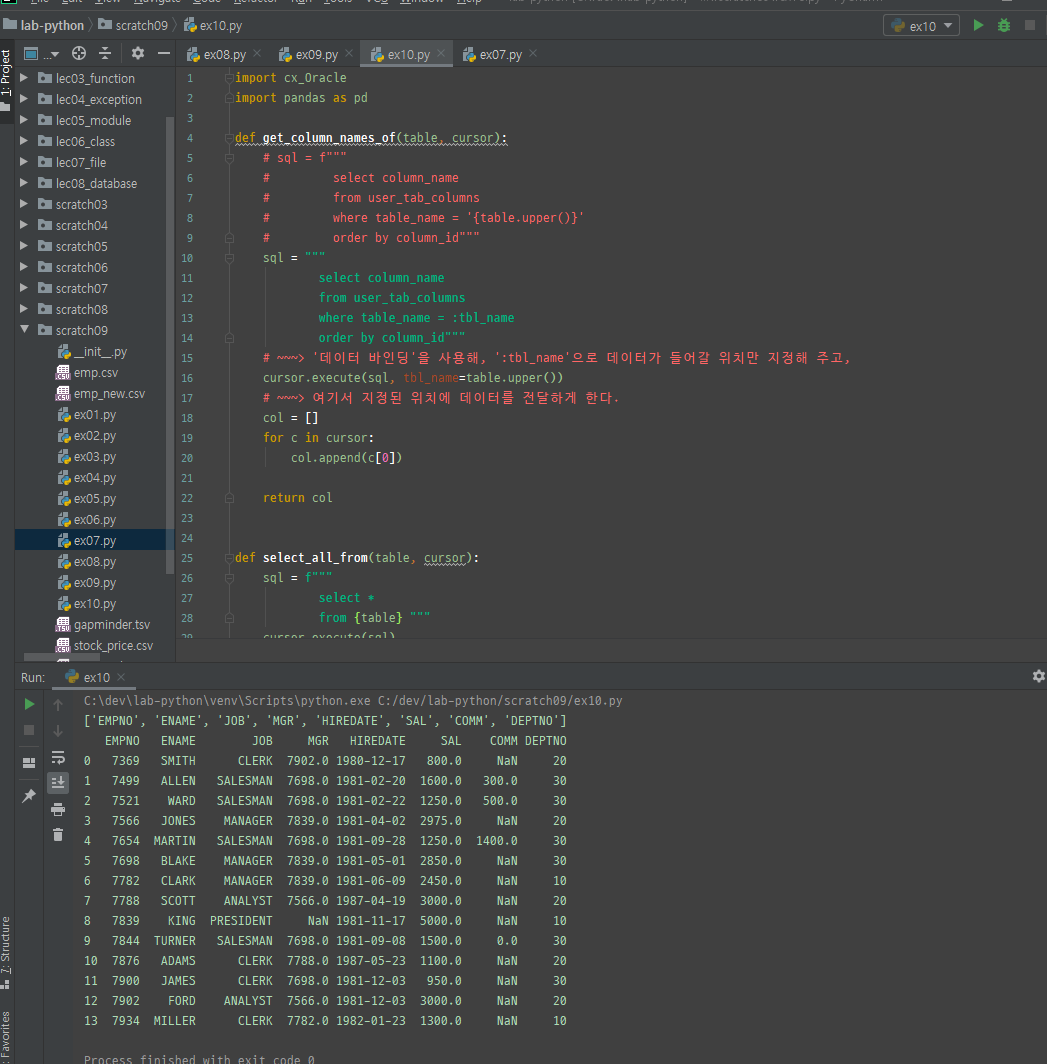 lab-python scratch09 ex10.py ex10
1: Project
... ex08.py ex09.py ex10.py ex07.py
lec03_function
lec04_exception
lec05_module
lec06_class
lec07_file
lec08_database
scratch03
scratch04
scratch05
scratch06
scratch07
scratch08
scratch09
__init__.py
emp.csv
emp_new.csv
ex01.py
ex02.py
ex03.py
ex04.py
ex05.py
ex06.py
ex07.py
ex08.py
ex09.py
ex10.py
gapminder.tsv
stock_price.csv
1 import cx_Oracle
2 import pandas as pd
3
4 def get_column_names_of(table, cursor):
5 # sql = f"""
6 # select column_name
7 # from user_tab_columns
8 # where table_name = '{table.upper()}'
9 # order by column_id"""
10 sql = """
11 select column_name
12 from user_tab_columns
13 where table_name = :tbl_name
14 order by column_id"""
15 # ~~~> '데이터 바인딩'을 사용해, ':tbl_name'으로 데이터가 들어갈 위치만 지정해 주고,
16 cursor.execute(sql, tbl_name=table.upper())
17 # ~~~> 여기서 지정된 위치에 데이터를 전달하게 한다.
18 col = []
19 for c in cursor:
20 col.append(c[0])
21
22 return col
23
24
25 def select_all_from(table, cursor):
26 sql = f"""
27 select *
28 from {table} """
29 cursor.execute(sql)
Run: ex10
C:\dev\lab-python\venv\Scripts\python.exe C:/dev/lab-python/scratch09/ex10.py
['EMPNO', 'ENAME', 'JOB', 'MGR', 'HIREDATE', 'SAL', 'COMM', 'DEPTNO']
EMPNO ENAME JOB MGR HIREDATE SAL COMM DEPTNO
0 7369 SMITH CLERK 7902.0 1980-12-17 800.0 NaN 20
1 7499 ALLEN SALESMAN 7698.0 1981-02-20 1600.0 300.0 30
2 7521 WARD SALESMAN 7698.0 1981-02-22 1250.0 500.0 30
3 7566 JONES MANAGER 7839.0 1981-04-02 2975.0 NaN 20
4 7654 MARTIN SALESMAN 7698.0 1981-09-28 1250.0 1400.0 30
5 7698 BLAKE MANAGER 7839.0 1981-05-01 2850.0 NaN 30
6 7782 CLARK MANAGER 7839.0 1981-06-09 2450.0 NaN 10
7 7788 SCOTT ANALYST 7566.0 1987-04-19 3000.0 NaN 20
8 7839 KING PRESIDENT NaN 1981-11-17 5000.0 NaN 10
9 7844 TURNER SALESMAN 7698.0 1981-09-08 1500.0 0.0 30
10 7876 ADAMS CLERK 7788.0 1987-05-23 1100.0 NaN 20
11 7900 JAMES CLERK 7698.0 1981-12-03 950.0 NaN 30
12 7902 FORD ANALYST 7566.0 1981-12-03 3000.0 NaN 20
13 7934 MILLER CLERK 7782.0 1982-01-23 1300.0 NaN 10
Process finished with exit code 0
7: Structure
Favorites